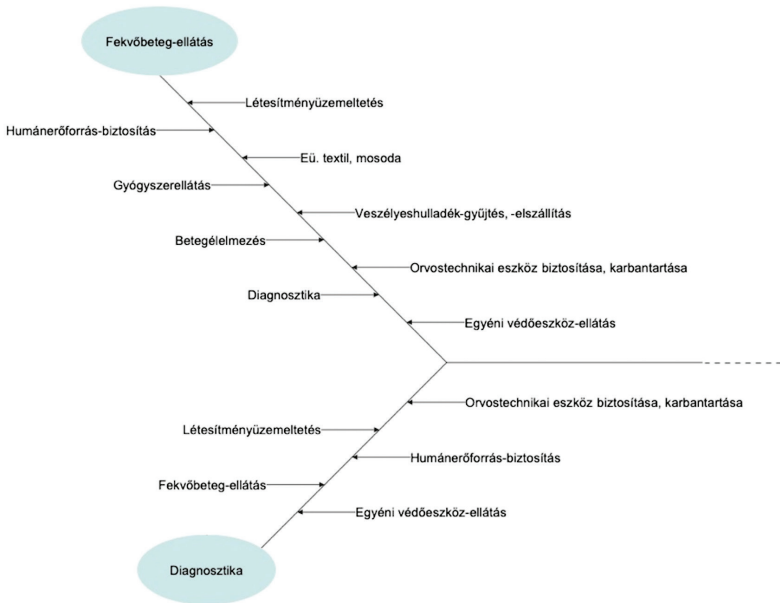 Fekvőbeteg-ellátás
Létesítményüzemeltetés
Humánerőforrás-biztosítás
Eü. textil, mosoda
Gyógyszerellátás
Veszélyeshulladék-gyűjtés, -elszállítás
Betegélelmezés
Orvostechnikai eszköz biztosítása, karbantartása
Diagnosztika
Egyéni védőeszköz-ellátás
Orvostechnikai eszköz biztosítása, karbantartása
Létesítményüzemeltetés
Humánerőforrás-biztosítás
Fekvőbeteg-ellátás
Egyéni védőeszköz-ellátás
Diagnosztika